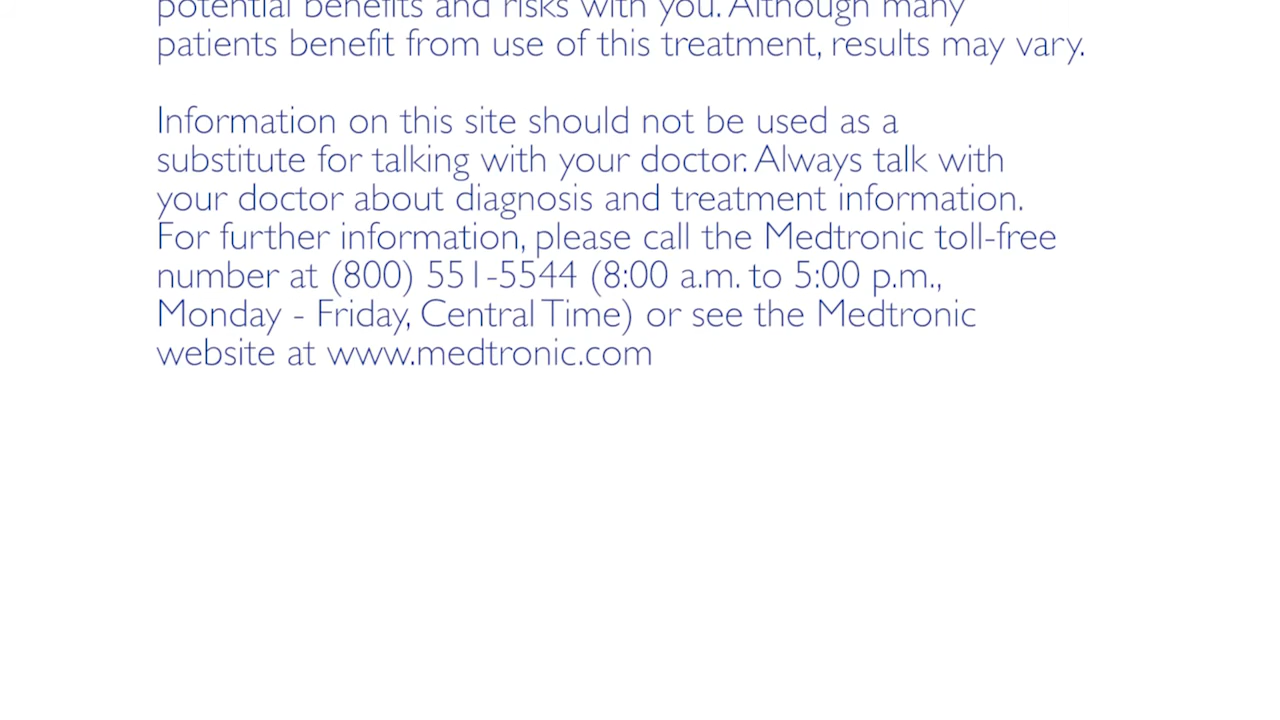 potential benefits and risks with you. Although many
patients benefit from use of this treatment, results may vary.
Information on this site should not be used as a
substitute for talking with your doctor. Always talk with
your doctor about diagnosis and treatment information.
For further information, please call the Medtronic toll-free
number at (800) 551-5544 (8:00 a.m. to 5:00 p.m.,
Monday - Friday, Central Time) or see the Medtronic
website at www.medtronic.com